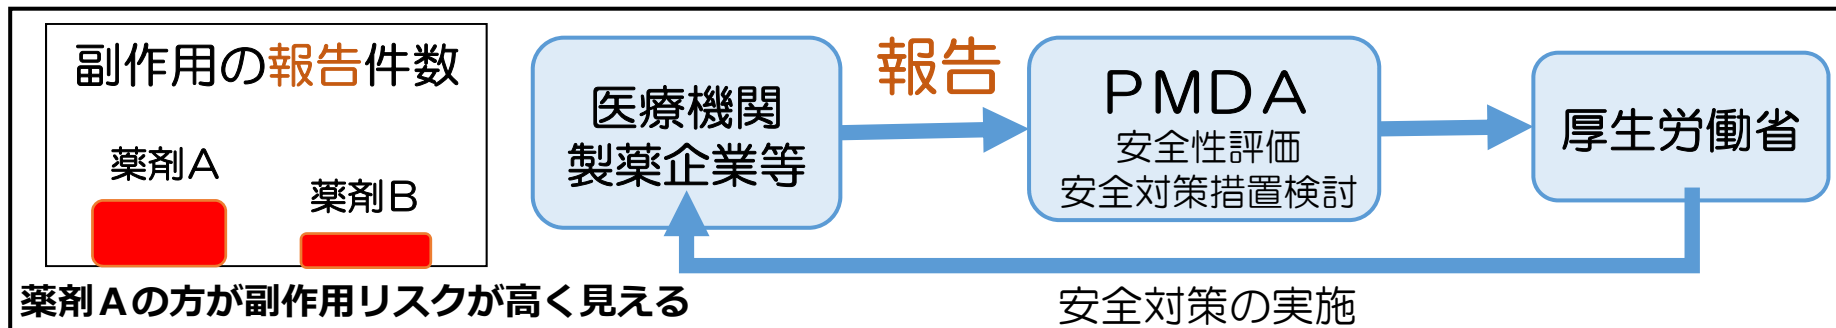 副作用の報告件数
薬剤A
薬剤B
薬剤Aの方が副作用リスクが高く見える
医療機関
製薬企業等
報告
PMDA
安全性評価
安全対策措置検討
厚生労働省
安全対策の実施